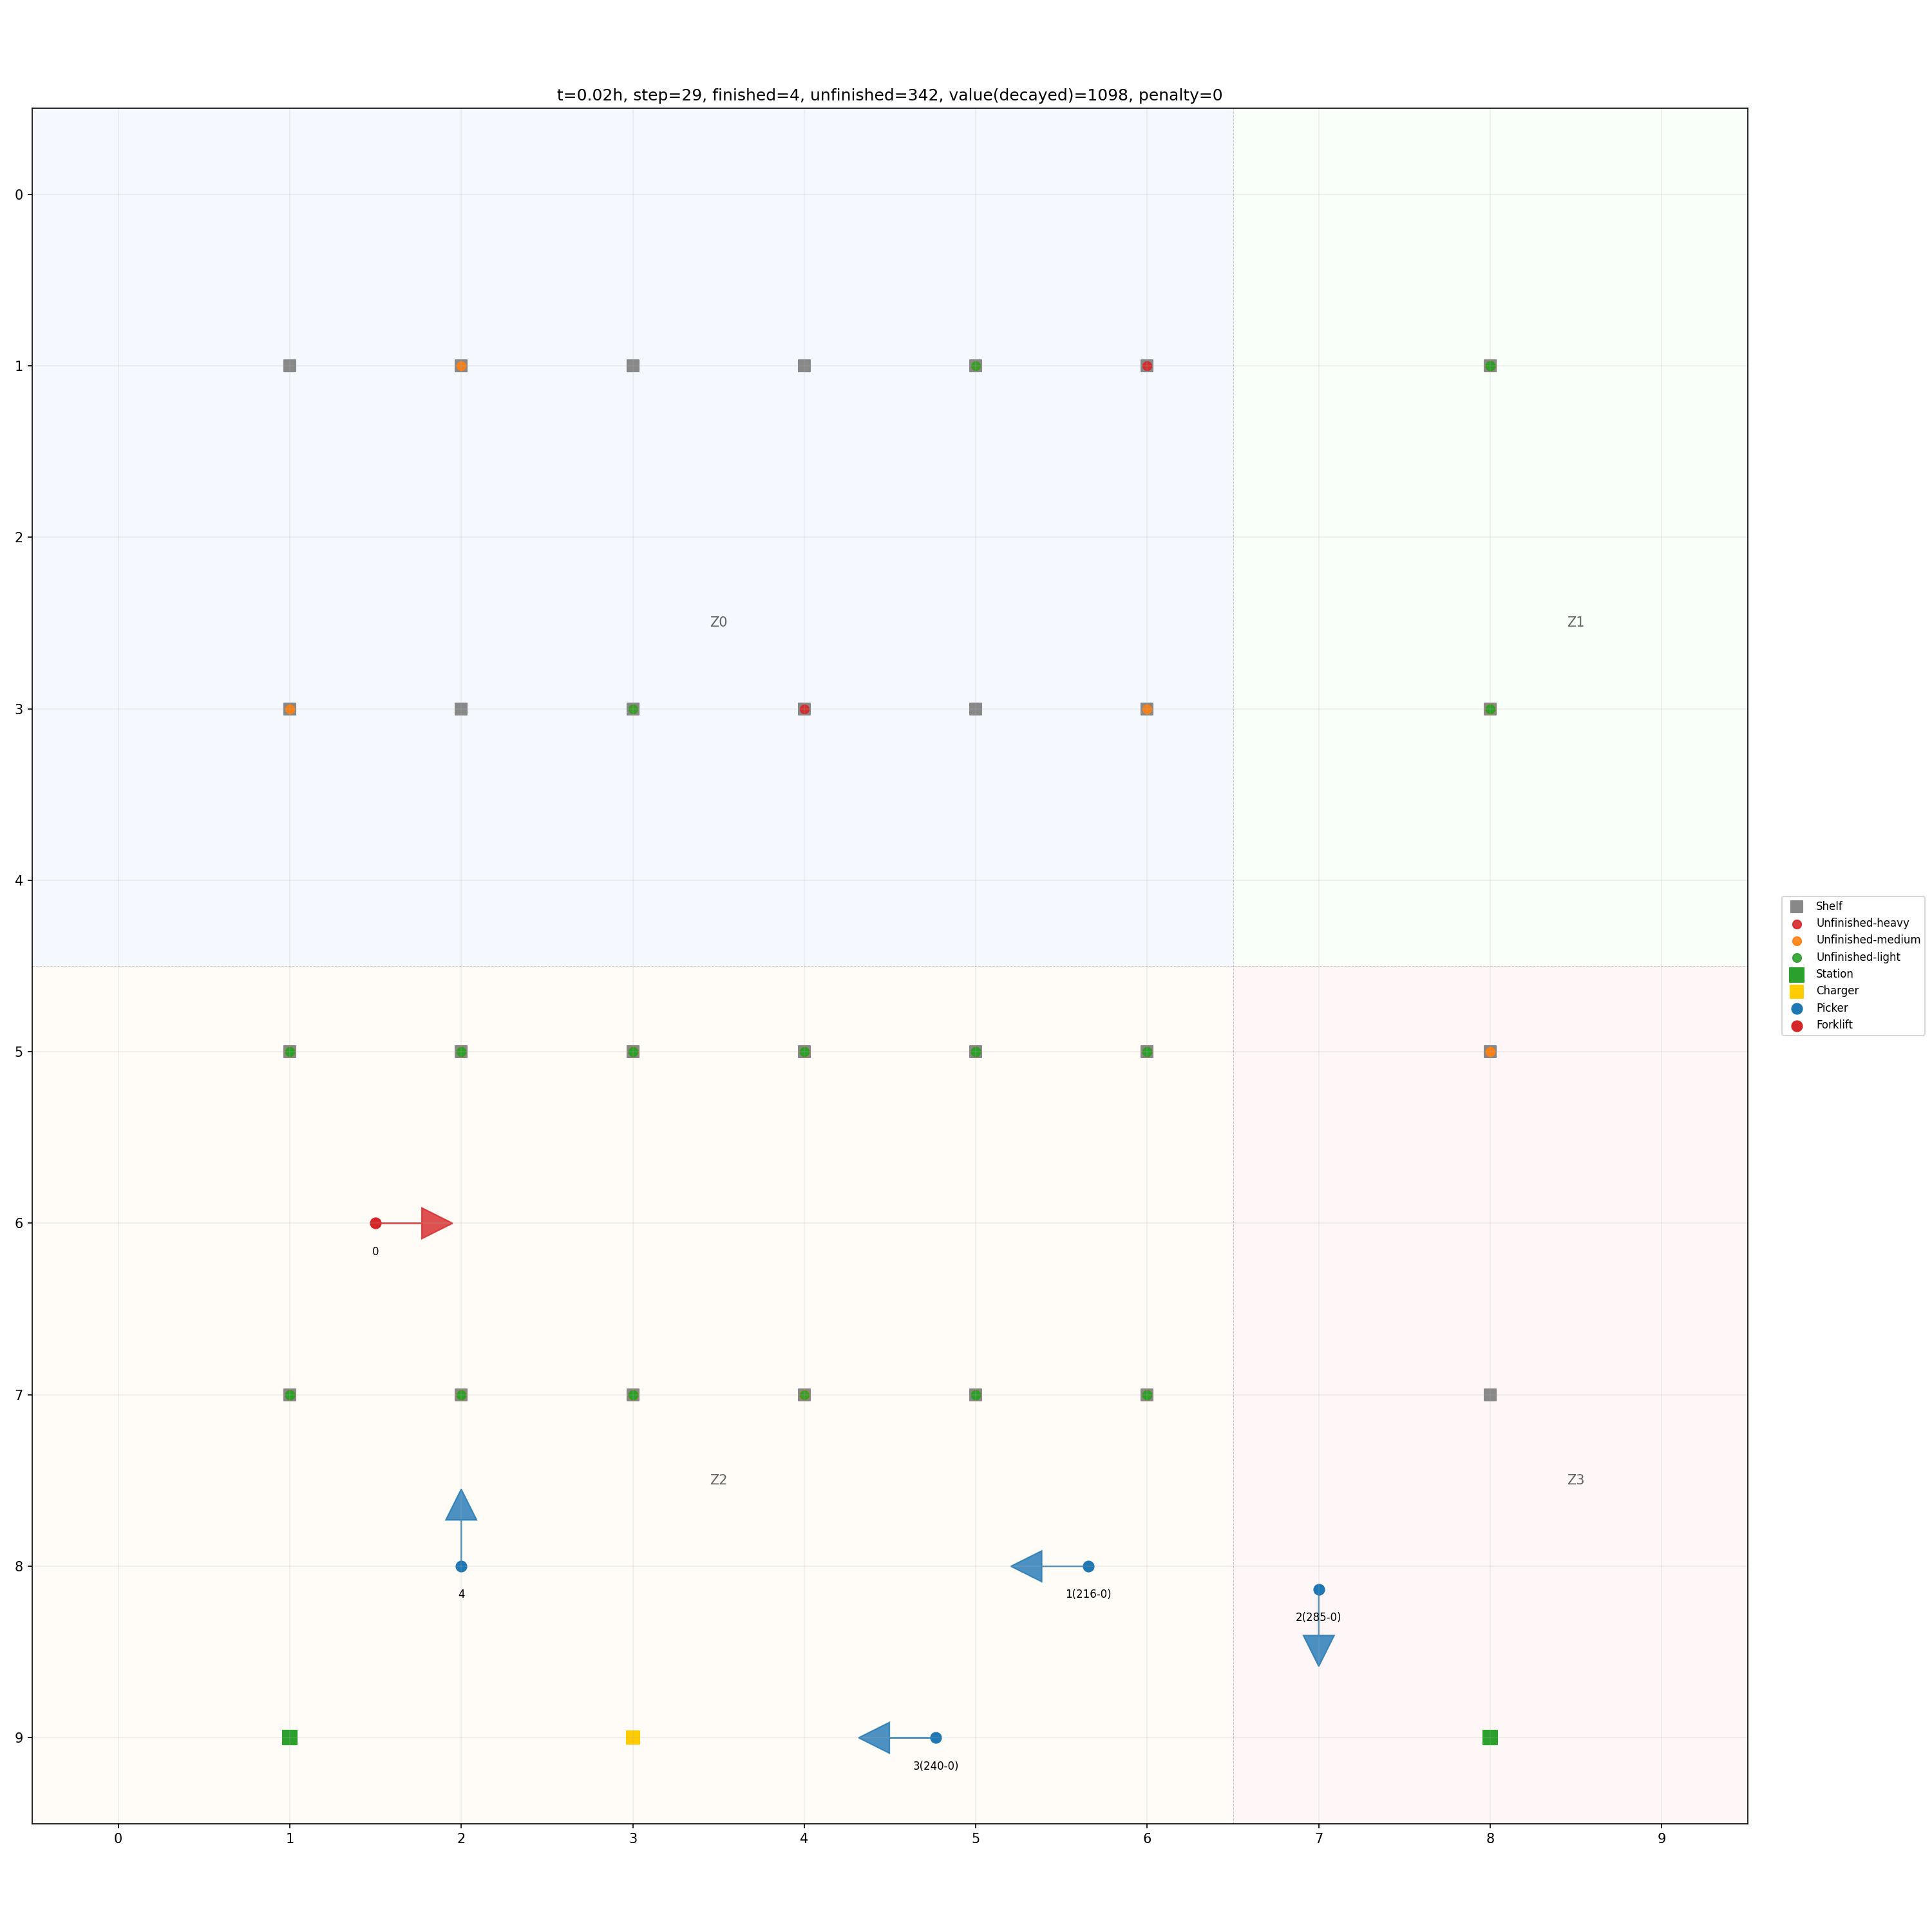 t=0.02h, step=29, finished=4, unfinished=342, value(decayed)=1098, penalty=0
0
1
2
Z0
Z1
3
4
Shelf
Unfinished-heavy
Unfinished-medium
Unfinished-light
Station
Charger
Picker
Forklift
5
6
0
7
Z2
Z3
8
4
1(216-0)
2(285-0)
9
3(240-0)
0 1 2 3 4 5 6 7 8 9